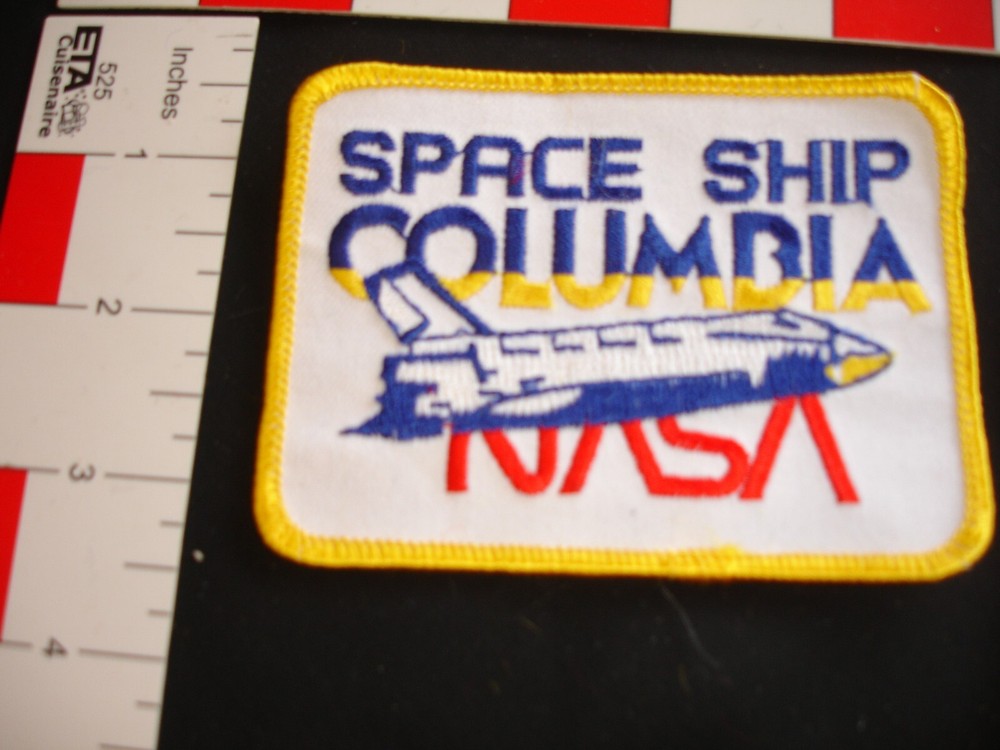 SPACE SHIP
COLUMBIA
NASA
ETA
Cuisenaire
525
Inches
1
2
3
4